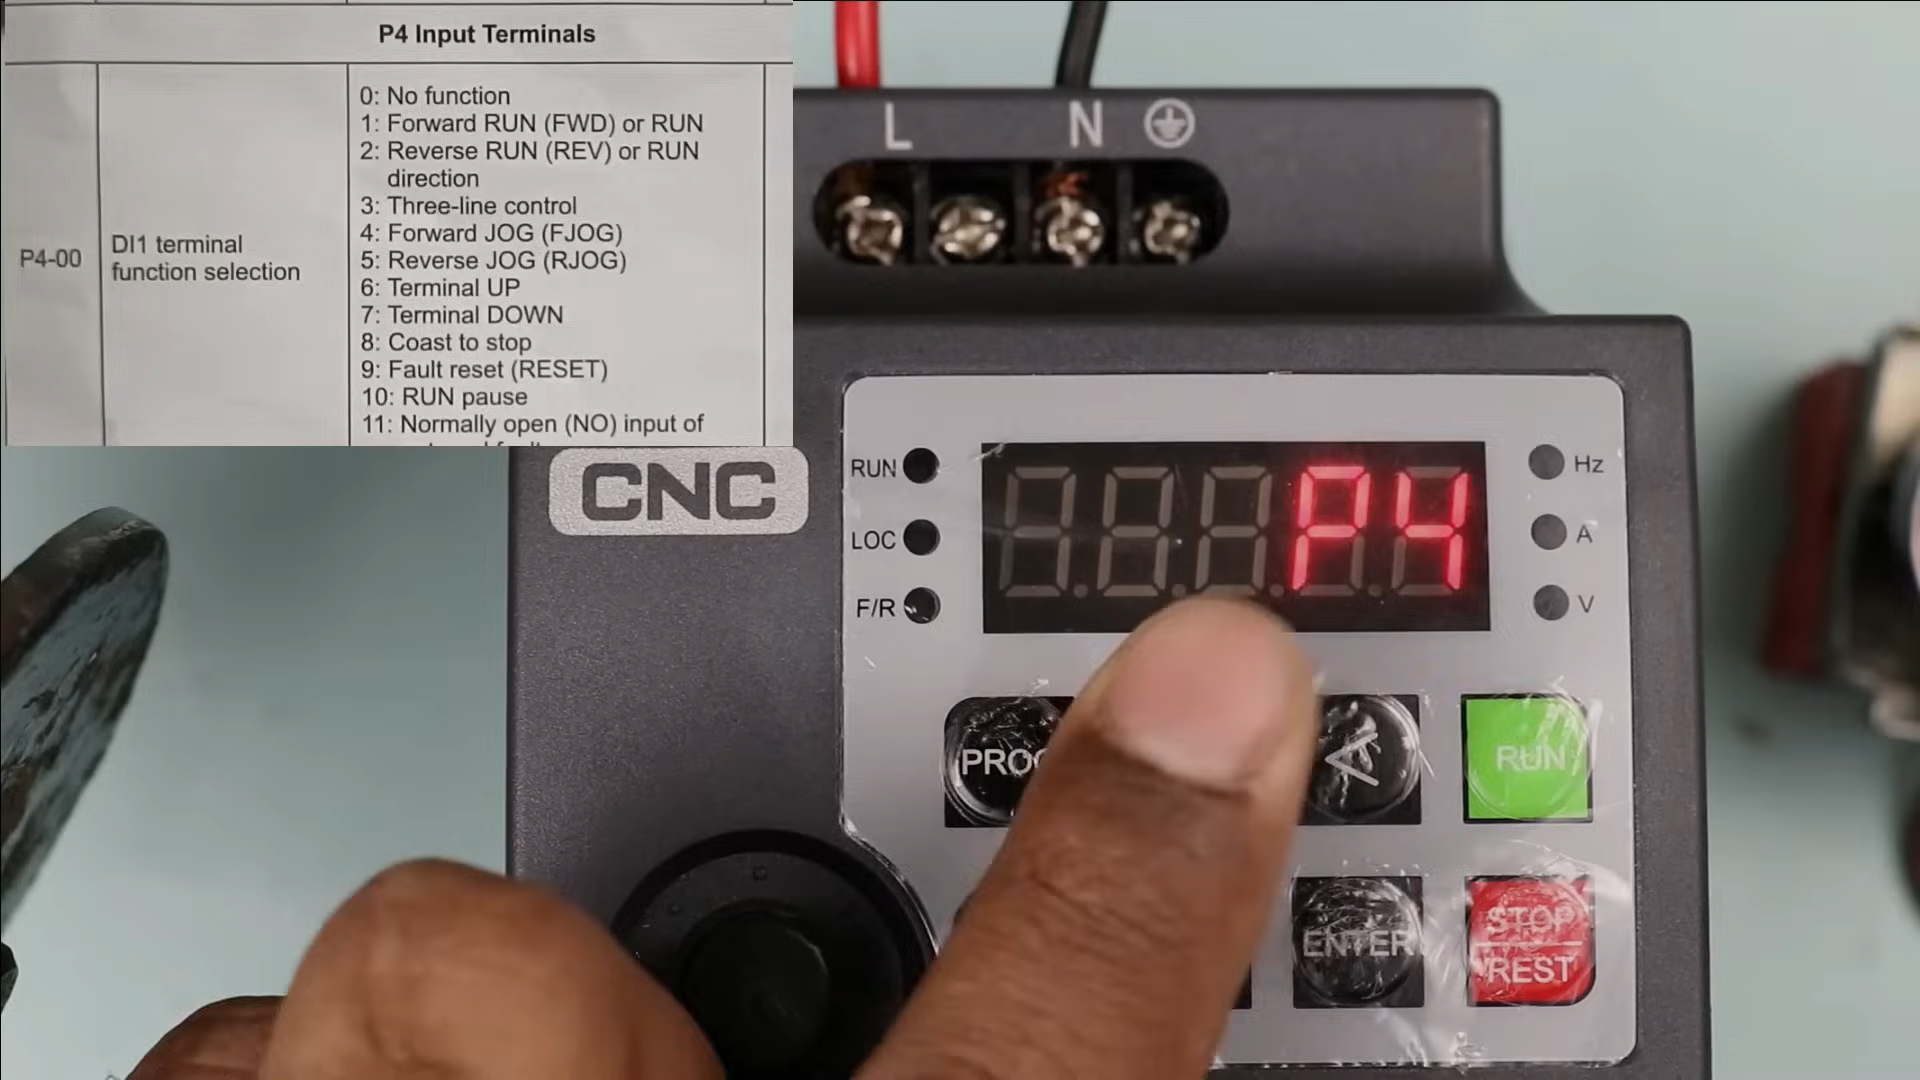 P4 Input Terminals
P4-00
DI1 terminal
function selection
0: No function
1: Forward RUN (FWD) or RUN
2: Reverse RUN (REV) or RUN
direction
3: Three-line control
4: Forward JOG (FJOG)
5: Reverse JOG (RJOG)
6: Terminal UP
7: Terminal DOWN
8: Coast to stop
9: Fault reset (RESET)
10: RUN pause
11: Normally open (NO) input of
L N
CNC
RUN
LOC
F/R
P4
Hz
A
V
<
RUN
ENTER
STOP
REST